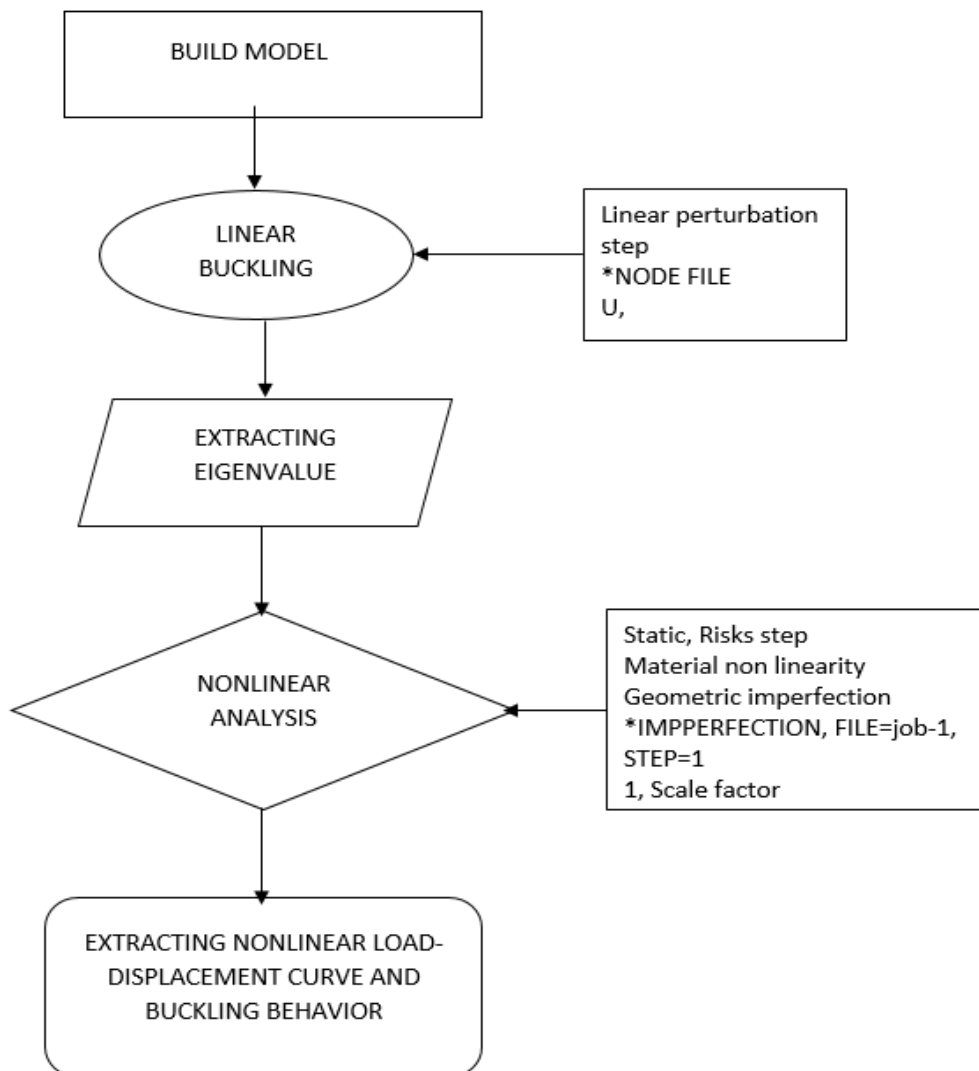 BUILD MODEL
LINEAR
BUCKLING
Linear perturbation
step
*NODE FILE
U,
EXTRACTING
EIGENVALUE
NONLINEAR
ANALYSIS
Static, Risks step
Material non linearity
Geometric imperfection
*IMPPERFECTION, FILE=job-1,
STEP=1
1, Scale factor
EXTRACTING NONLINEAR LOAD-
DISPLACEMENT CURVE AND
BUCKLING BEHAVIOR